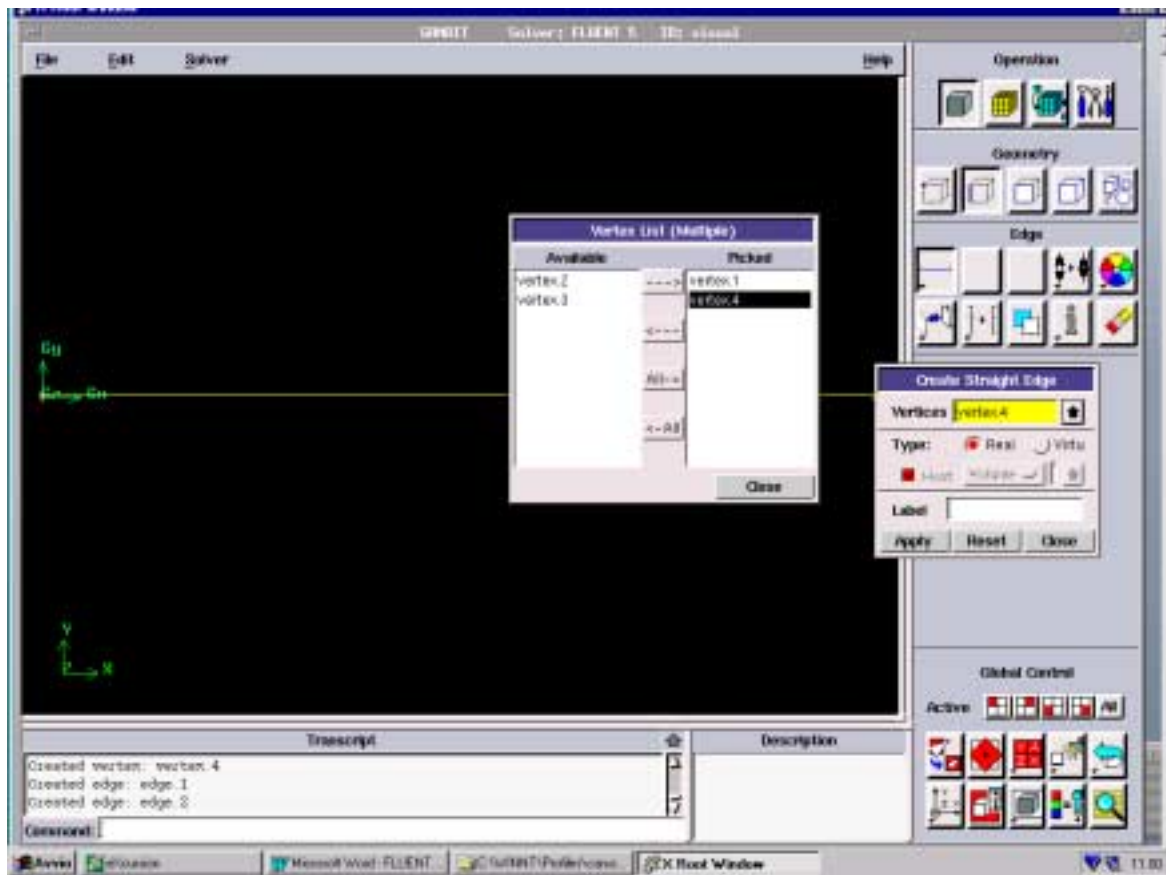 GAMBIT Solver: FLUENT 5 ID:
File Edit Solver Help
Operation
Geometry
Edge
Vertex List (Multiple)
Available Picked
vertex.2 ---> vertex.1
vertex.3 vertex.4
<---
All->
<-All
Close
Gy
Gx
Create Straight Edge
Vertices vertex.4
Type: Real Virtu
Host
Label
Apply Reset Close
Y
Z X
Global Control
Active All
Transcript Description
Created vertex: vertex.4
Created edge: edge.1
Created edge: edge.2
Command:
Avvio Microsoft Word - FLUENT X Root Window